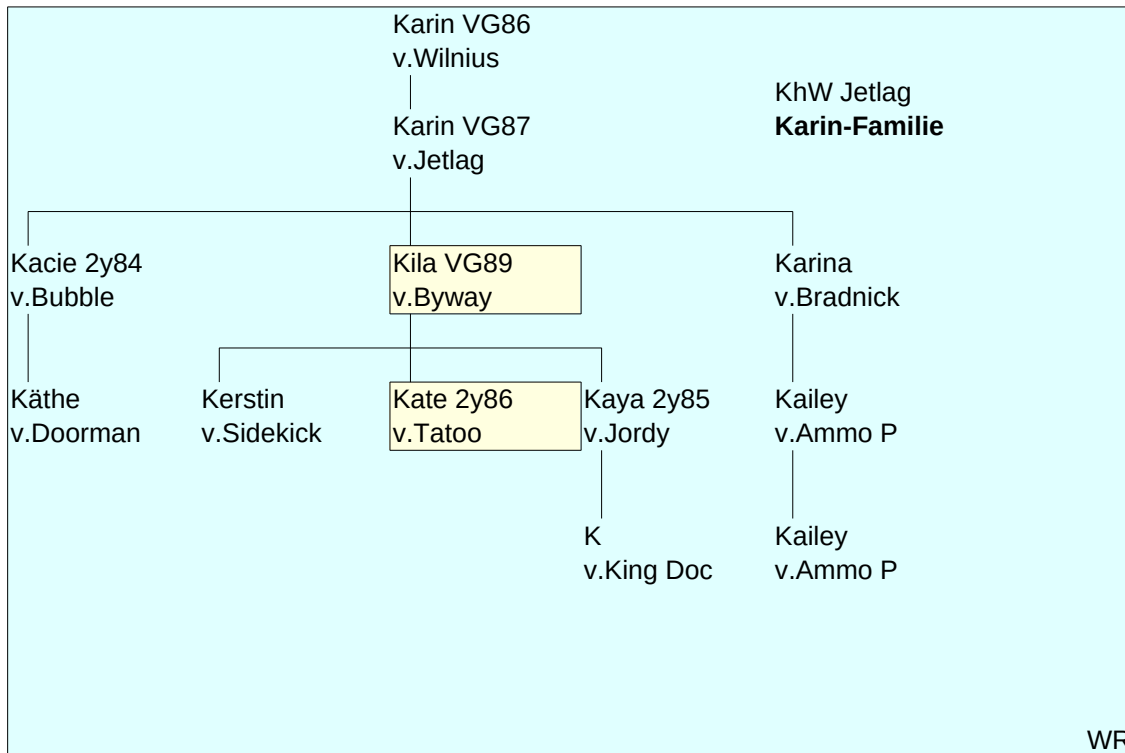 Karin VG86
v.Wilnius
KhW Jetlag
Karin-Familie
Karin VG87
v.Jetlag
Kacie 2y84
v.Bubble
Kila VG89
v.Byway
Karina
v.Bradnick
Käthe
v.Doorman
Kerstin
v.Sidekick
Kate 2y86
v.Tatoo
Kaya 2y85
v.Jordy
Kailey
v.Ammo P
K
v.King Doc
Kailey
v.Ammo P
WR